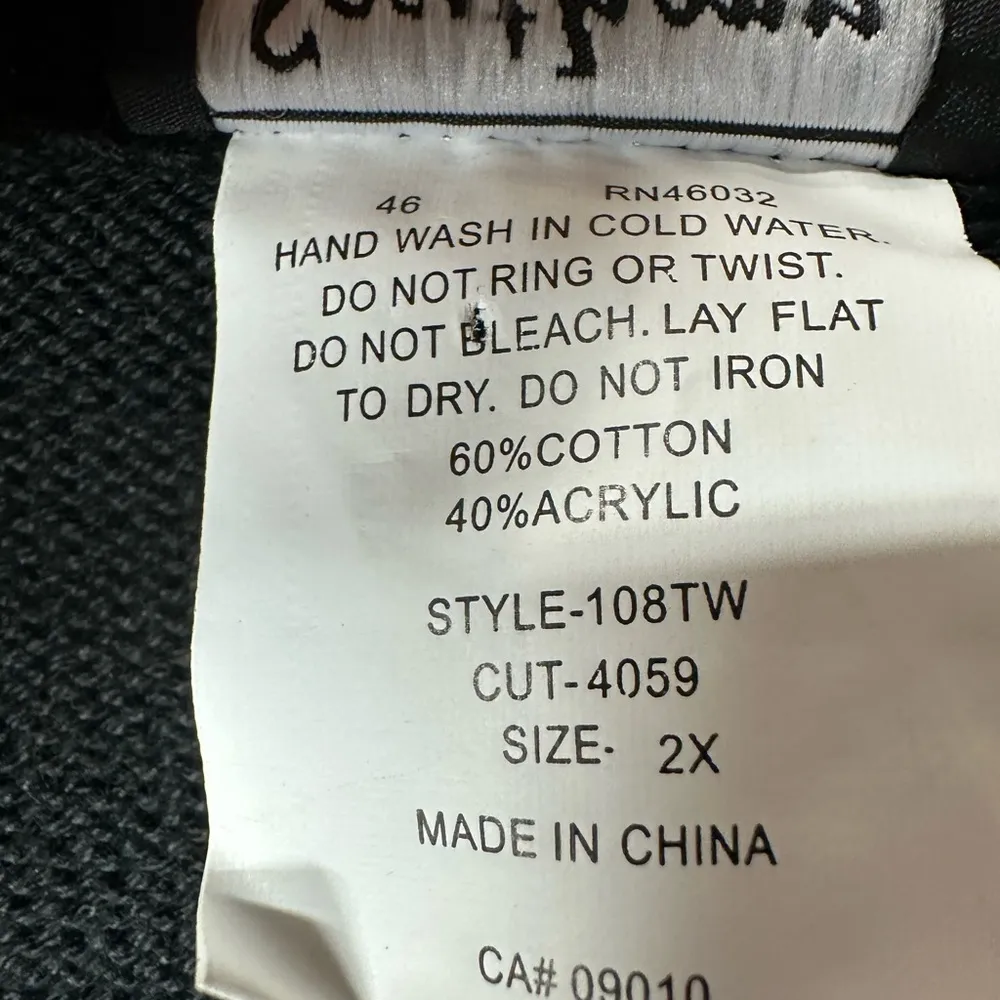 46 RN46032
HAND WASH IN COLD WATER.
DO NOT RING OR TWIST.
DO NOT BLEACH. LAY FLAT
TO DRY. DO NOT IRON
60%COTTON
40%ACRYLIC
STYLE-108TW
CUT-4059
SIZE- 2X
MADE IN CHINA
CA# 09010